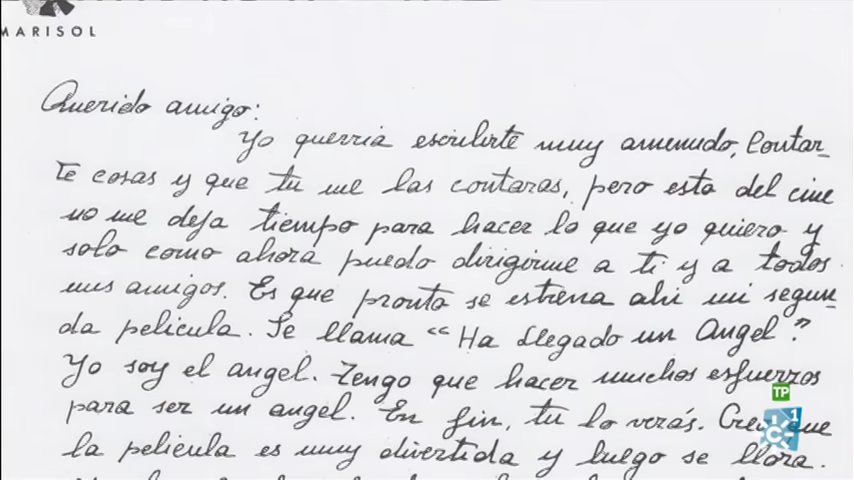 MARISOL
Querido amigo:
Yo querria escribirte muy amenudo, Contar-
te cosas y que tu me las contaras, pero esto del cine
no me deja tiempo para hacer lo que yo quiero y
solo como ahora puedo dirigirme a ti y a todos
mis amigos. Es que pronto se estrena ahi mi segun-
da pelicula. Se llama "Ha Llegado un Angel".
Yo soy el angel. Tengo que hacer muchos esfuerzos
para ser un angel. En fin, tu lo verás. Creo que
la pelicula es muy divertida y luego se llora.
TP
1